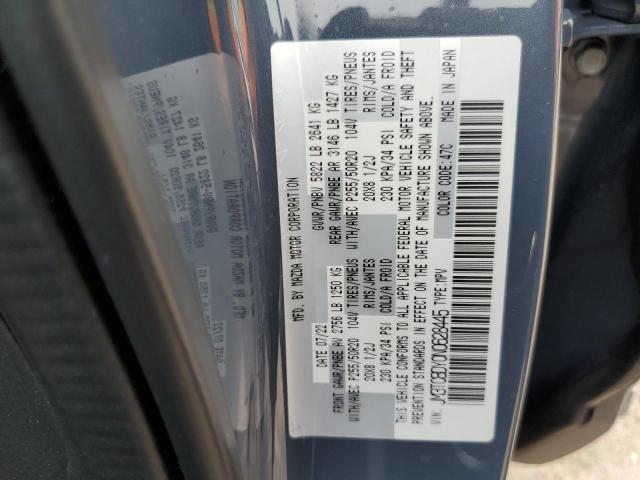 MFD. BY MAZDA MOTOR CORPORATION
DATE 07/22 GVWR/PNBV 5822 LB 2641 KG
FRONT GAWR/PNBE AV 2756 LB 1250 KG REAR GAWR/PNBE AR 3146 LB 1427 KG
WITH/AVEC P255/50R20 104V TIRES/PNEUS WITH/AVEC P255/50R20 104V TIRES/PNEUS
20X8 1/2J RIMS/JANTES 20X8 1/2J RIMS/JANTES
230 KPA/34 PSI COLD/A FROID 230 KPA/34 PSI COLD/A FROID
THIS VEHICLE CONFORMS TO ALL APPLICABLE FEDERAL MOTOR VEHICLE SAFETY AND THEFT
PREVENTION STANDARDS IN EFFECT ON THE DATE OF MANUFACTURE SHOWN ABOVE.
VIN: JM3TCBDY0N0628445 TYPE: MPV COLOR CODE: 47C MADE IN JAPAN